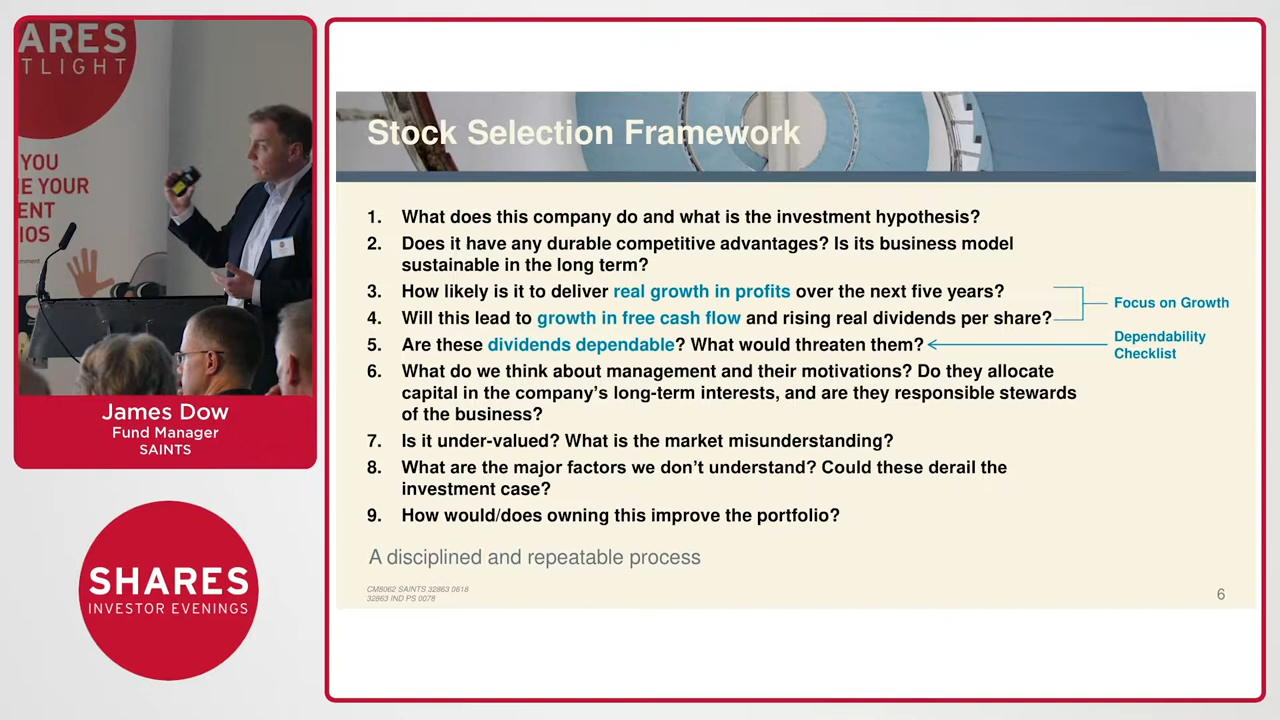 ARES
TLIGHT
YOU
E YOUR
ENT
IOS
James Dow
Fund Manager
SAINTS
SHARES
INVESTOR EVENINGS
Stock Selection Framework
1. What does this company do and what is the investment hypothesis?
2. Does it have any durable competitive advantages? Is its business model
sustainable in the long term?
3. How likely is it to deliver real growth in profits over the next five years?
4. Will this lead to growth in free cash flow and rising real dividends per share?
Focus on Growth
5. Are these dividends dependable? What would threaten them?
Dependability
Checklist
6. What do we think about management and their motivations? Do they allocate
capital in the company’s long-term interests, and are they responsible stewards
of the business?
7. Is it under-valued? What is the market misunderstanding?
8. What are the major factors we don’t understand? Could these derail the
investment case?
9. How would/does owning this improve the portfolio?
A disciplined and repeatable process
CM8062 SAINTS 32863 0618
32863 IND PS 0078
6